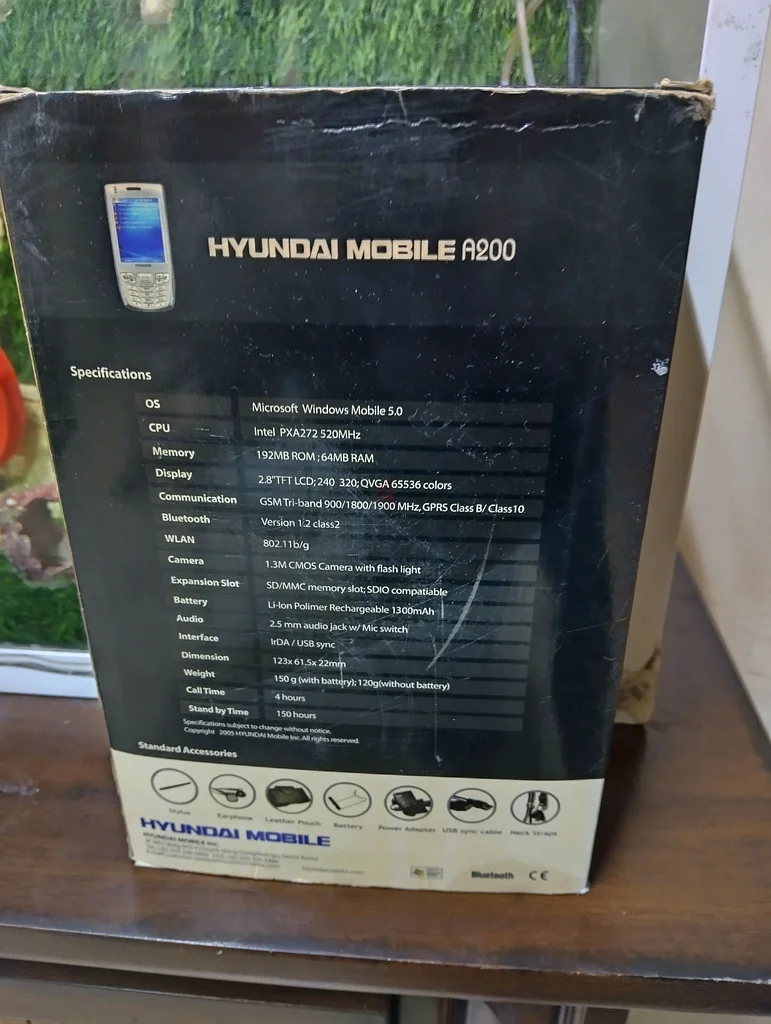 HYUNDAI MOBILE A200
Specifications
OS Microsoft Windows Mobile 5.0
CPU Intel PXA272 520MHz
Memory 192MB ROM ; 64MB RAM
Display 2.8"TFT LCD; 240 320; QVGA 65536 colors
Communication GSM Tri-band 900/1800/1900 MHz, GPRS Class B/ Class10
Bluetooth Version 1.2 class2
WLAN 802.11b/g
Camera 1.3M CMOS Camera with flash light
Expansion Slot SD/MMC memory slot; SDIO compatiable
Battery Li-Ion Polimer Rechargeable 1300mAh
Audio 2.5 mm audio jack w/ Mic switch
Interface IrDA / USB sync
Dimension 123x 61.5x 22mm
Weight 150 g (with battery); 120g(without battery)
Call Time 4 hours
Stand by Time 150 hours
Specifications subject to change without notice.
Copyright 2005 HYUNDAI Mobile Inc. All rights reserved.
Standard Accessories
Stylus Earphone Leather Pouch Battery Power Adapter USB sync cable Neck Straps
HYUNDAI MOBILE
HYUNDAI MOBILE Inc.
Bluetooth CE